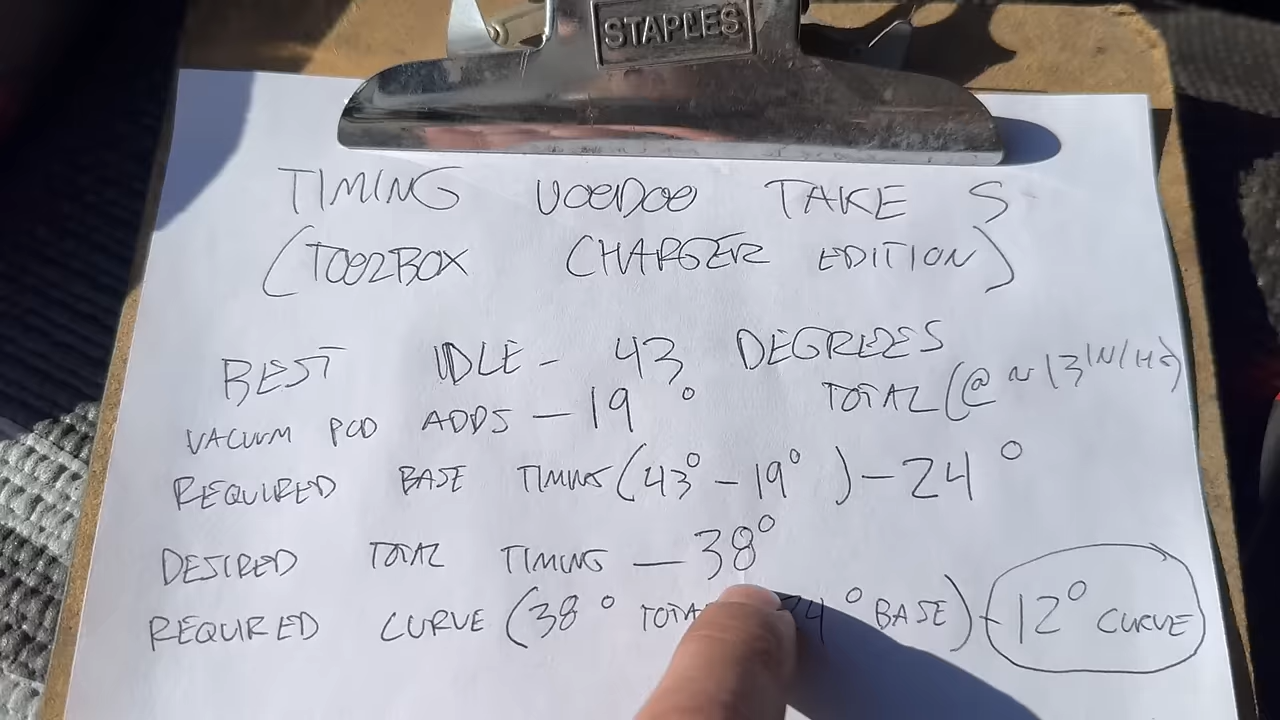 STAPLES
TIMING VOODOO TAKE 5
(TOOLBOX CHARGER EDITION)
BEST IDLE - 43 DEGREES
TOTAL (@ ~13 IN/HG)
VACUUM POD ADDS - 19°
REQUIRED BASE TIMING (43° - 19°) - 24°
DESIRED TOTAL TIMING - 38°
REQUIRED CURVE (38° TOTAL 24° BASE) - 12° CURVE